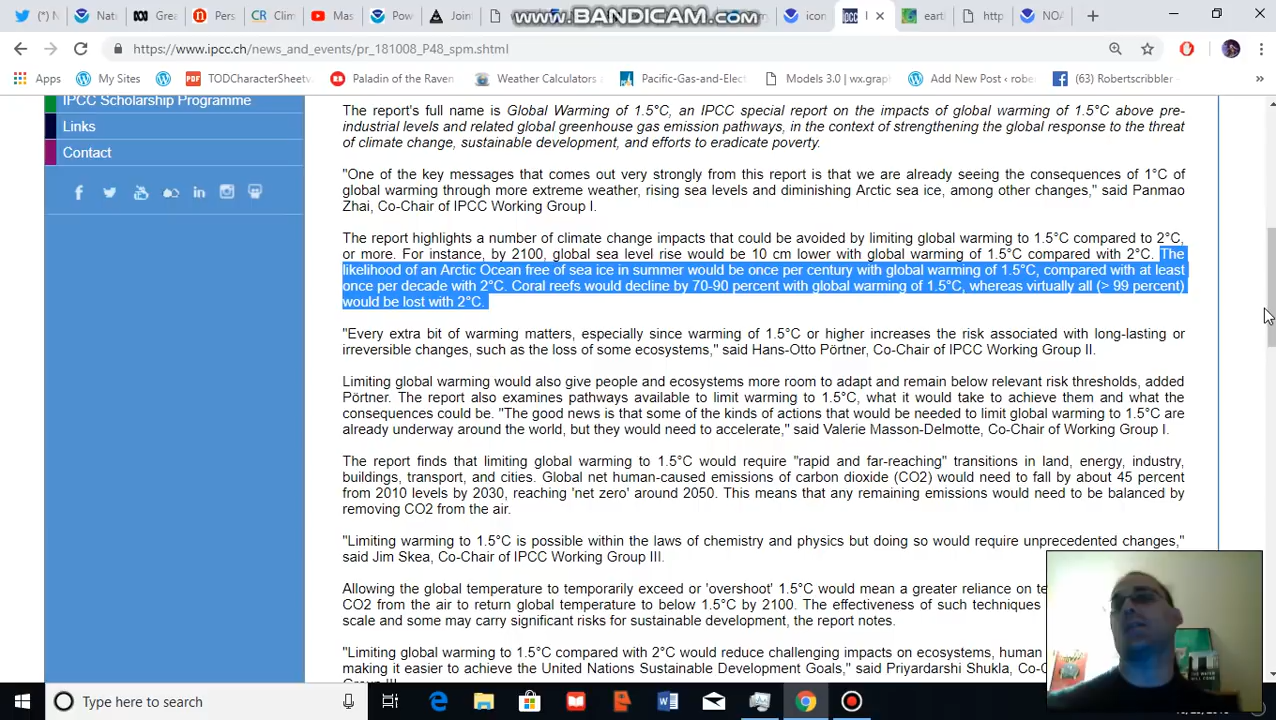 Nati
Grea
Pers
Clim
Mas
Pow
Join
www.BANDICAM.com
icon
earth
http
NOA
https://www.ipcc.ch/news_and_events/pr_181008_P48_spm.shtml
Apps
My Sites
TODCharacterSheetv
Paladin of the Raven
Weather Calculators
Pacific-Gas-and-Elect
Models 3.0 | wx.grap
Add New Post ‹ robe
(63) Robertscribbler
IPCC Scholarship Programme
Links
Contact
The report's full name is Global Warming of 1.5°C, an IPCC special report on the impacts of global warming of 1.5°C above pre-
industrial levels and related global greenhouse gas emission pathways, in the context of strengthening the global response to the threat
of climate change, sustainable development, and efforts to eradicate poverty.
"One of the key messages that comes out very strongly from this report is that we are already seeing the consequences of 1°C of
global warming through more extreme weather, rising sea levels and diminishing Arctic sea ice, among other changes," said Panmao
Zhai, Co-Chair of IPCC Working Group I.
The report highlights a number of climate change impacts that could be avoided by limiting global warming to 1.5°C compared to 2°C,
or more. For instance, by 2100, global sea level rise would be 10 cm lower with global warming of 1.5°C compared with 2°C. The
likelihood of an Arctic Ocean free of sea ice in summer would be once per century with global warming of 1.5°C, compared with at least
once per decade with 2°C. Coral reefs would decline by 70-90 percent with global warming of 1.5°C, whereas virtually all (> 99 percent)
would be lost with 2°C.
"Every extra bit of warming matters, especially since warming of 1.5°C or higher increases the risk associated with long-lasting or
irreversible changes, such as the loss of some ecosystems," said Hans-Otto Pörtner, Co-Chair of IPCC Working Group II.
Limiting global warming would also give people and ecosystems more room to adapt and remain below relevant risk thresholds, added
Pörtner. The report also examines pathways available to limit warming to 1.5°C, what it would take to achieve them and what the
consequences could be. "The good news is that some of the kinds of actions that would be needed to limit global warming to 1.5°C are
already underway around the world, but they would need to accelerate," said Valerie Masson-Delmotte, Co-Chair of Working Group I.
The report finds that limiting global warming to 1.5°C would require "rapid and far-reaching" transitions in land, energy, industry,
buildings, transport, and cities. Global net human-caused emissions of carbon dioxide (CO2) would need to fall by about 45 percent
from 2010 levels by 2030, reaching 'net zero' around 2050. This means that any remaining emissions would need to be balanced by
removing CO2 from the air.
"Limiting warming to 1.5°C is possible within the laws of chemistry and physics but doing so would require unprecedented changes,"
said Jim Skea, Co-Chair of IPCC Working Group III.
Allowing the global temperature to temporarily exceed or 'overshoot' 1.5°C would mean a greater reliance on te
CO2 from the air to return global temperature to below 1.5°C by 2100. The effectiveness of such techniques
scale and some may carry significant risks for sustainable development, the report notes.
"Limiting global warming to 1.5°C compared with 2°C would reduce challenging impacts on ecosystems, human
making it easier to achieve the United Nations Sustainable Development Goals," said Priyardarshi Shukla, Co-C
Type here to search